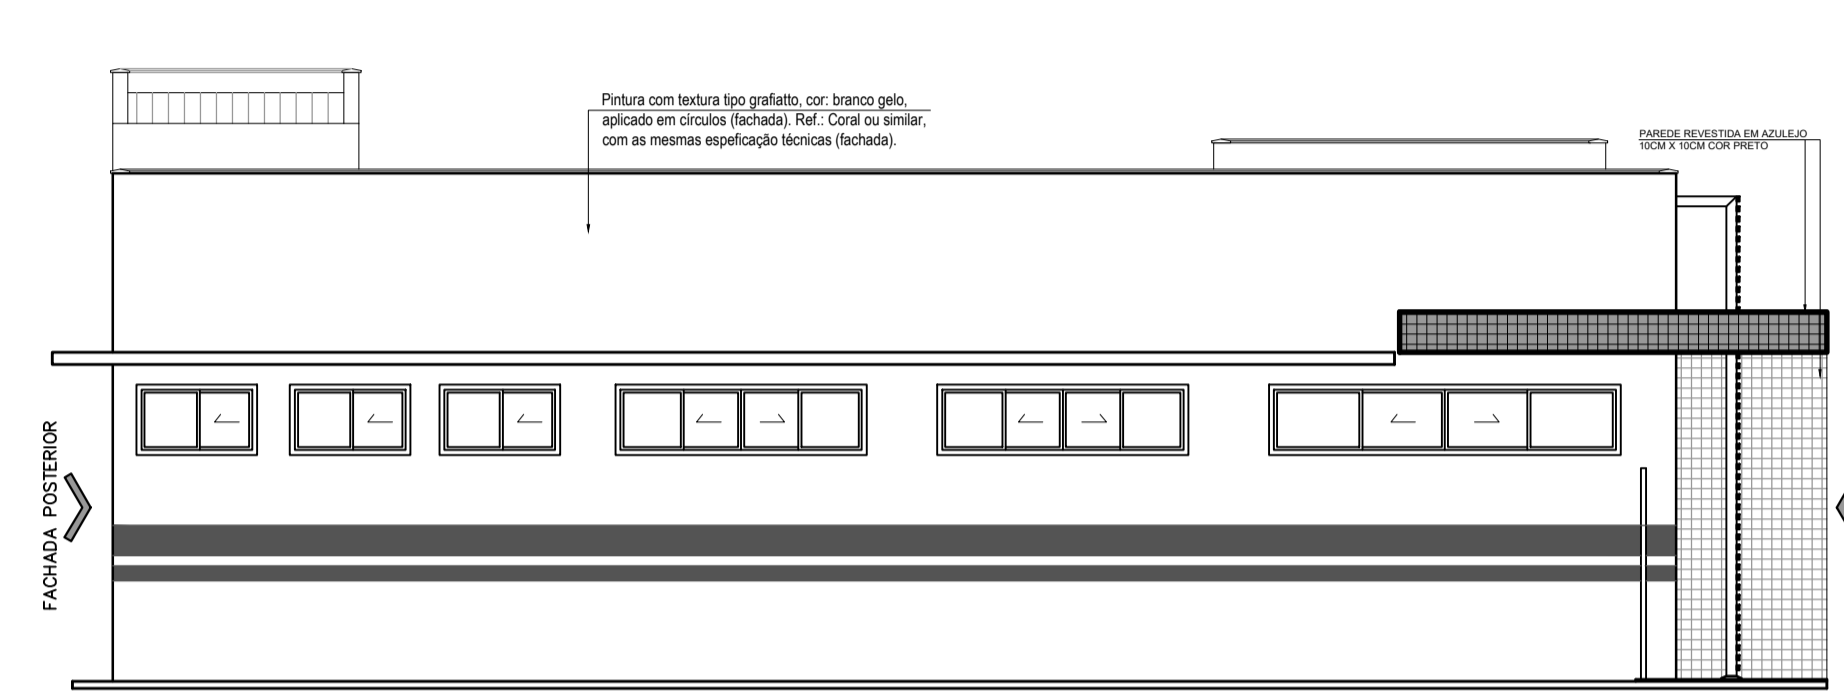 Pintura com textura tipo grafiatto, cor: branco gelo,
aplicado em círculos (fachada). Ref.: Coral ou similar,
com as mesmas espeficação técnicas (fachada).
PAREDE REVESTIDA EM AZULEJO
10CM X 10CM COR PRETO
FACHADA POSTERIOR